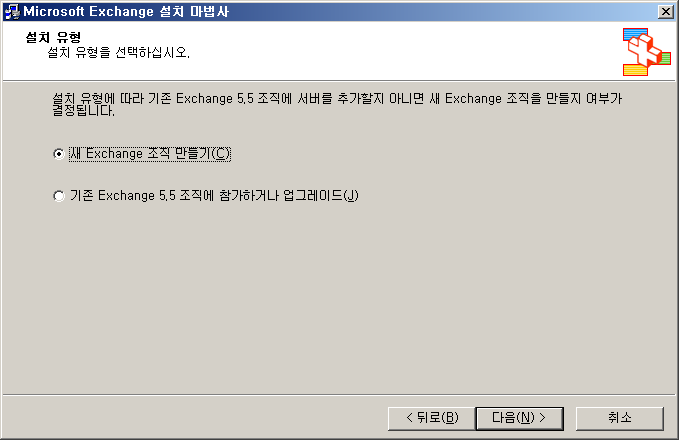 Microsoft Exchange 설치 마법사
설치 유형
설치 유형을 선택하십시오.
설치 유형에 따라 기존 Exchange 5.5 조직에 서버를 추가할지 아니면 새 Exchange 조직을 만들지 여부가
결정됩니다.
새 Exchange 조직 만들기(C)
기존 Exchange 5.5 조직에 참가하거나 업그레이드(J)
< 뒤로(B) 다음(N) > 취소